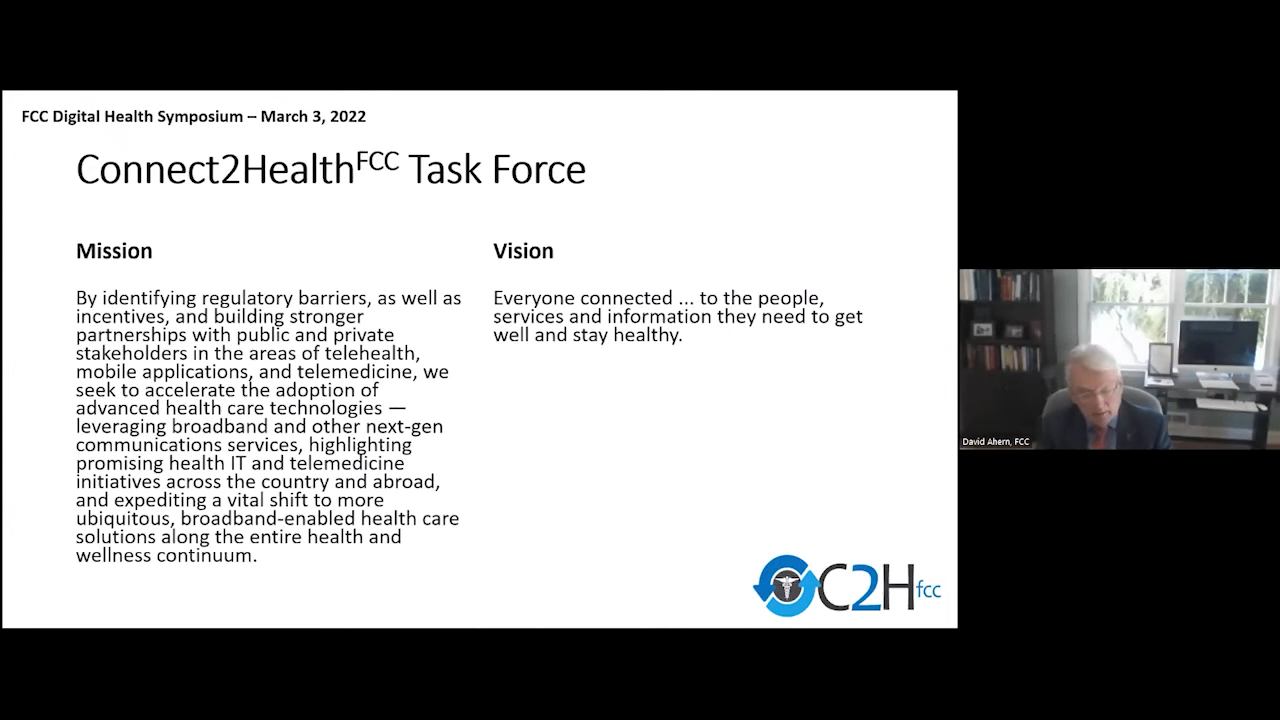 FCC Digital Health Symposium – March 3, 2022
Connect2HealthFCC Task Force
Mission
By identifying regulatory barriers, as well as
incentives, and building stronger
partnerships with public and private
stakeholders in the areas of telehealth,
mobile applications, and telemedicine, we
seek to accelerate the adoption of
advanced health care technologies —
leveraging broadband and other next-gen
communications services, highlighting
promising health IT and telemedicine
initiatives across the country and abroad,
and expediting a vital shift to more
ubiquitous, broadband-enabled health care
solutions along the entire health and
wellness continuum.
Vision
Everyone connected ... to the people,
services and information they need to get
well and stay healthy.
C2Hfcc
David Ahern, FCC